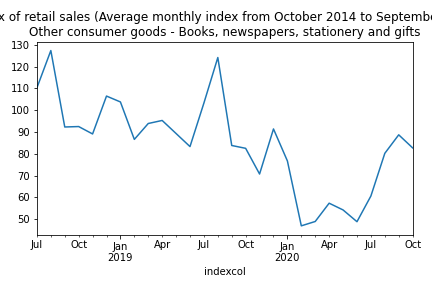 x of retail sales (Average monthly index from October 2014 to Septembe
Other consumer goods - Books, newspapers, stationery and gifts
130
120
110
100
90
80
70
60
50
Jul Oct Jan Apr Jul Oct Jan Apr Jul Oct
2019 2020
indexcol